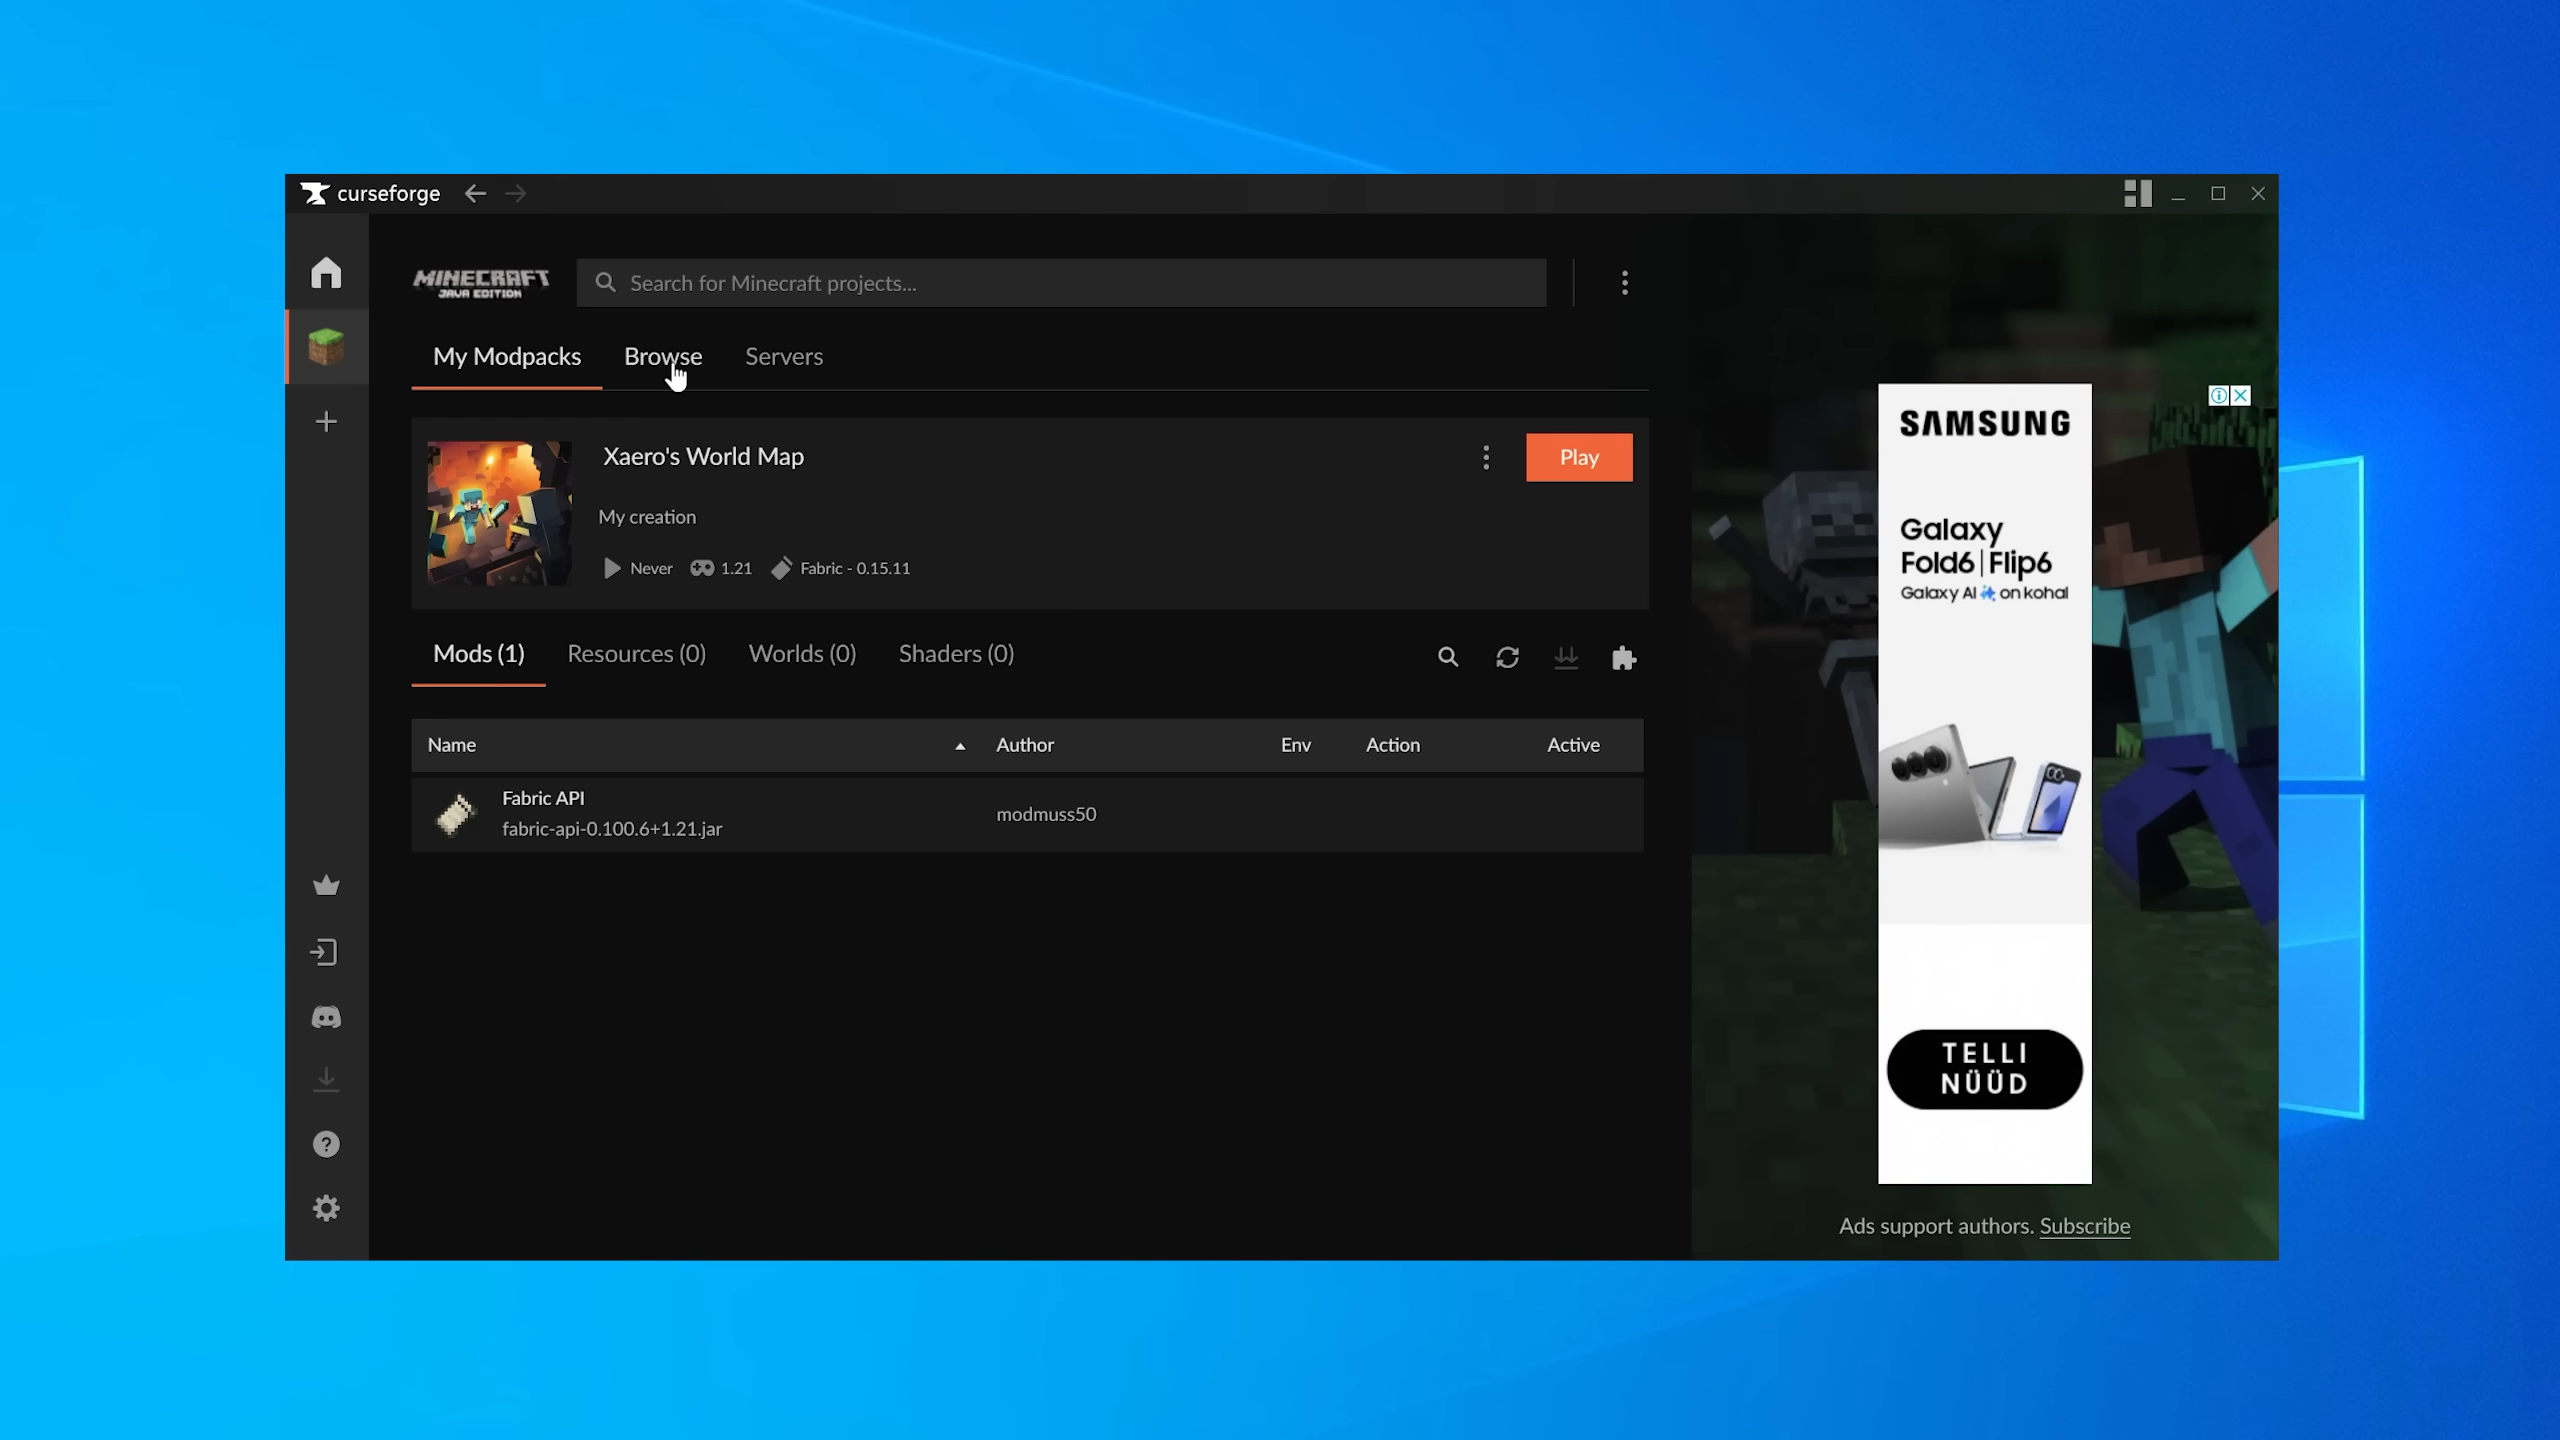 curseforge
MINECRAFT
JAVA EDITION
Search for Minecraft projects...
My Modpacks
Browse
Servers
Xaero's World Map
Play
My creation
Never
1.21
Fabric - 0.15.11
Mods (1)
Resources (0)
Worlds (0)
Shaders (0)
Name
Author
Env
Action
Active
Fabric API
fabric-api-0.100.6+1.21.jar
modmuss50
SAMSUNG
Galaxy
Fold6 | Flip6
Galaxy AI on kohal
TELLI
NÜÜD
Ads support authors. Subscribe